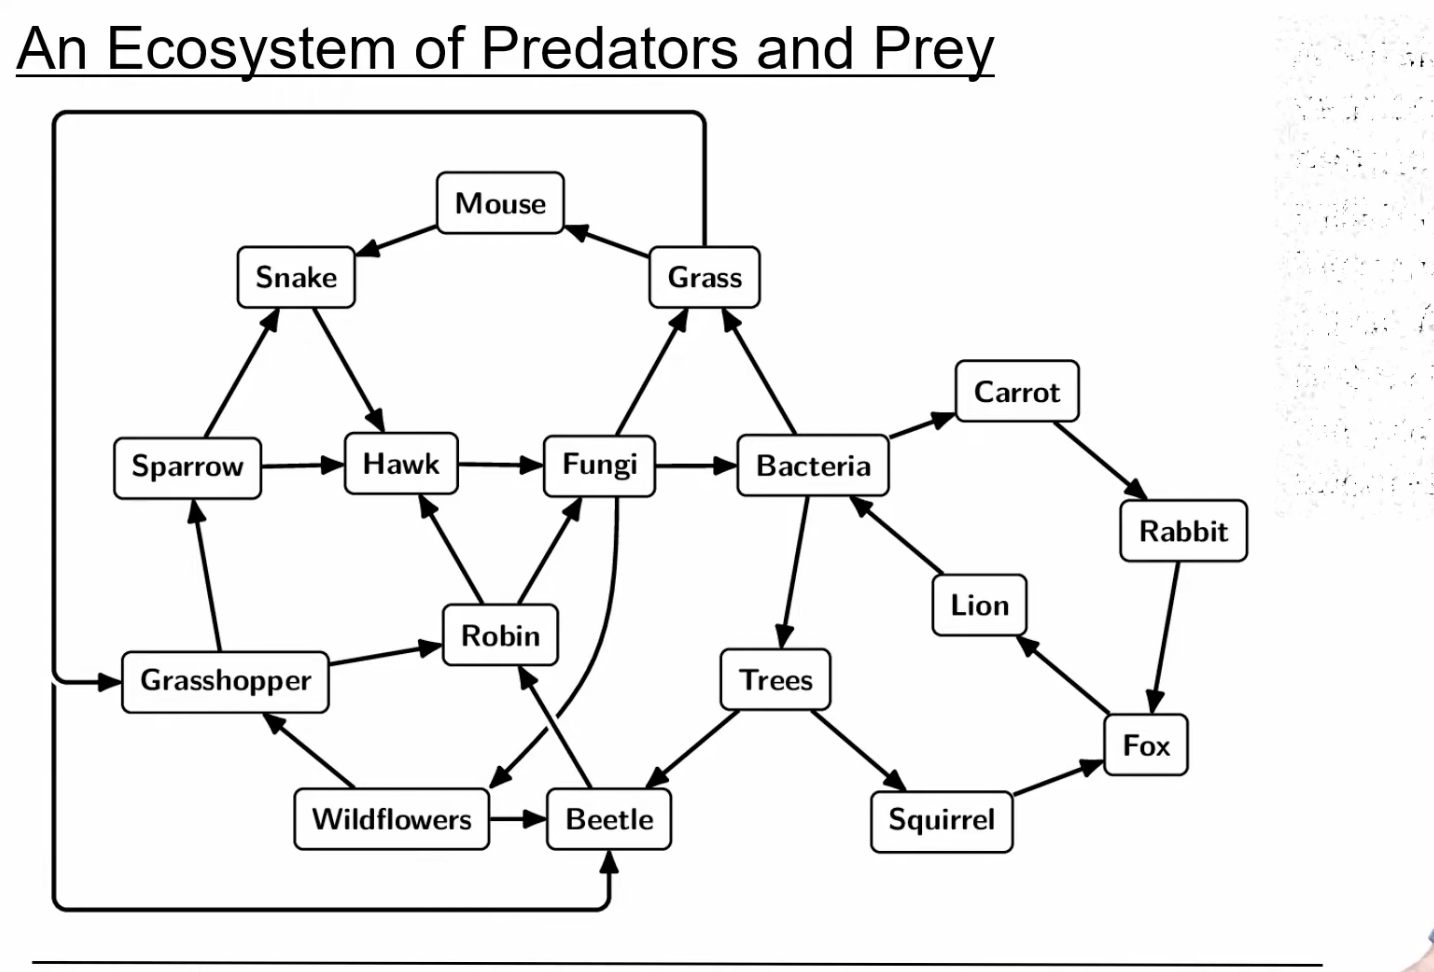 An Ecosystem of Predators and Prey
Mouse
Snake
Grass
Carrot
Sparrow
Hawk
Fungi
Bacteria
Rabbit
Lion
Robin
Grasshopper
Trees
Fox
Wildflowers
Beetle
Squirrel